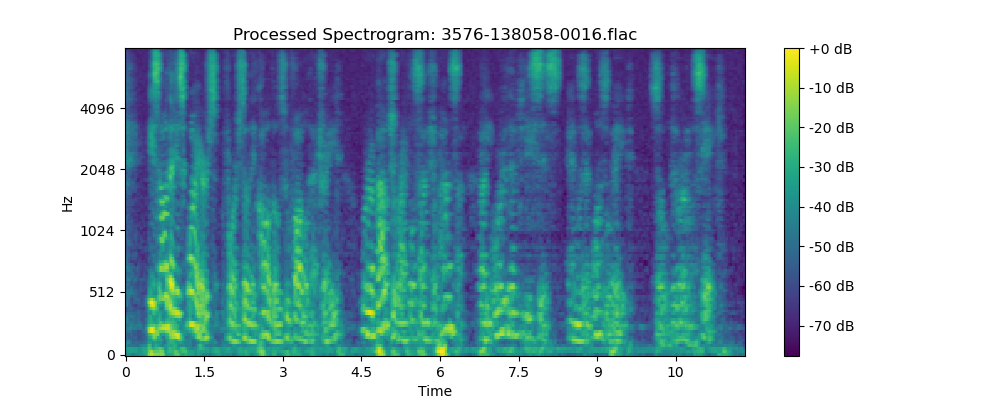 Processed Spectrogram: 3576-138058-0016.flac
Hz
4096
2048
1024
512
0
0 1.5 3 4.5 6 7.5 9 10
Time
+0 dB
-10 dB
-20 dB
-30 dB
-40 dB
-50 dB
-60 dB
-70 dB